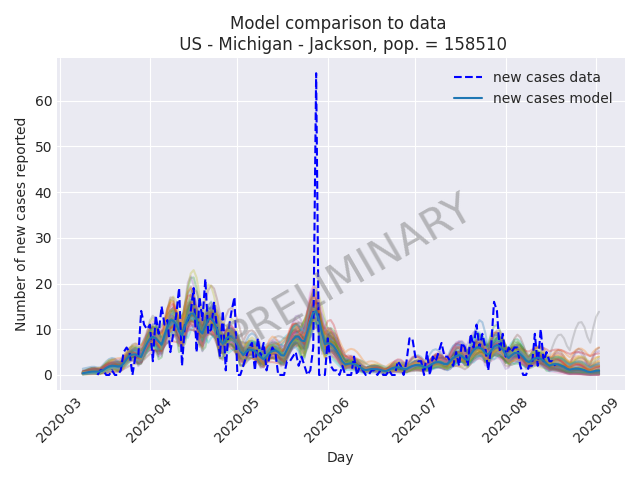 Model comparison to data
US - Michigan - Jackson, pop. = 158510
new cases data
new cases model
Number of new cases reported
60
50
40
30
20
10
0
PRELIMINARY
2020-03
2020-04
2020-05
2020-06
2020-07
2020-08
2020-09
Day